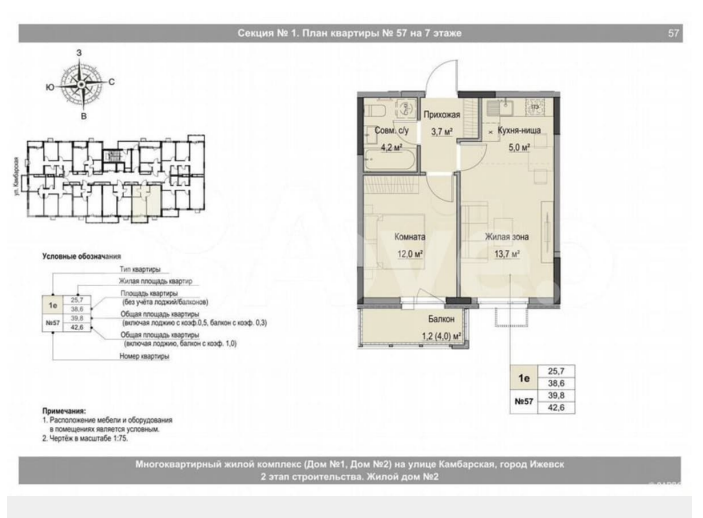 Секция № 1. План квартиры № 57 на 7 этаже
57
З
Ю
С
В
ул. Камбарская
Прихожая
3,7 м²
Совм. с/у
4,2 м²
Кухня-ниша
5,0 м²
Комната
12,0 м²
Жилая зона
13,7 м²
Балкон
1,2 (4,0) м²
Условные обозначания
Тип квартиры
Жилая площадь квартир
Площадь квартиры
(без учёта лоджий/балконов)
Общая площадь квартиры
(включая лоджию с коэф.0,5, балкон с коэф. 0,3)
Общая площадь квартиры
(включая лоджию, балкон с коэф. 1,0)
Номер квартиры
1е
№57
25,7
38,6
39,8
42,6
1е
№57
25,7
38,6
39,8
42,6
Примечания:
1. Расположение мебели и оборудования
в помещениях является условным.
2. Чертёж в масштабе 1:75.
Многоквартирный жилой комплекс (Дом №1, Дом №2) на улице Камбарская, город Ижевск
2 этап строительства. Жилой дом №2